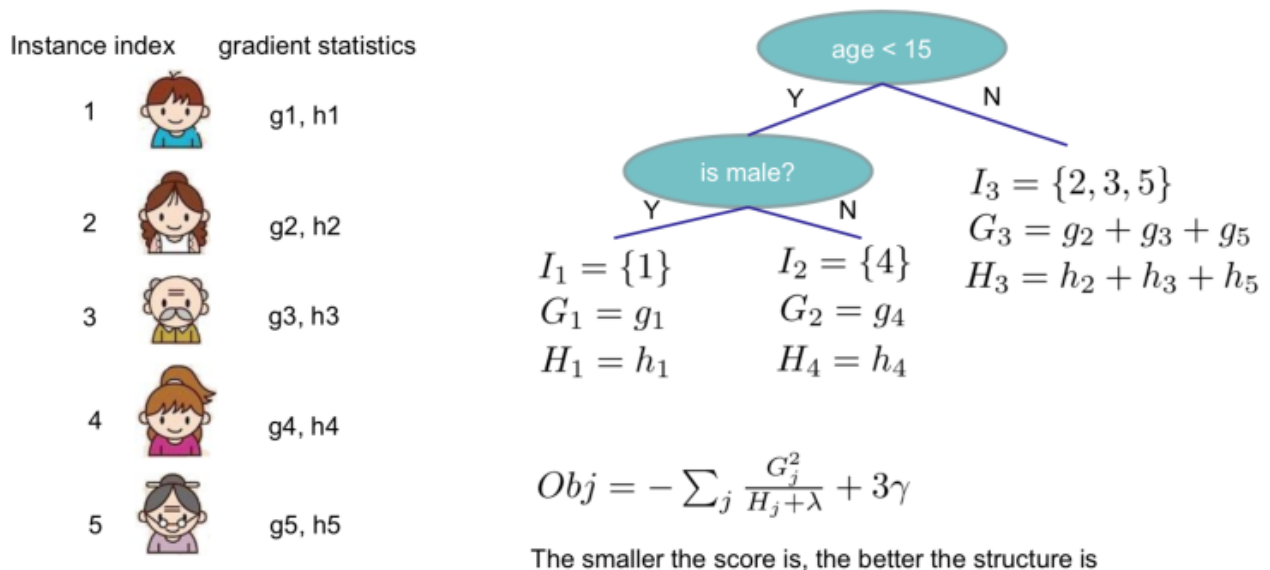 Instance index gradient statistics
1 g1, h1
2 g2, h2
3 g3, h3
4 g4, h4
5 g5, h5
age < 15
Y N
is male?
Y N
I₁ = {1}
G₁ = g₁
H₁ = h₁
I₂ = {4}
G₂ = g₄
H₄ = h₄
I₃ = {2, 3, 5}
G₃ = g₂ + g₃ + g₅
H₃ = h₂ + h₃ + h₅
Obj = − ∑ⱼ Gⱼ² / (Hⱼ+λ) + 3γ
The smaller the score is, the better the structure is